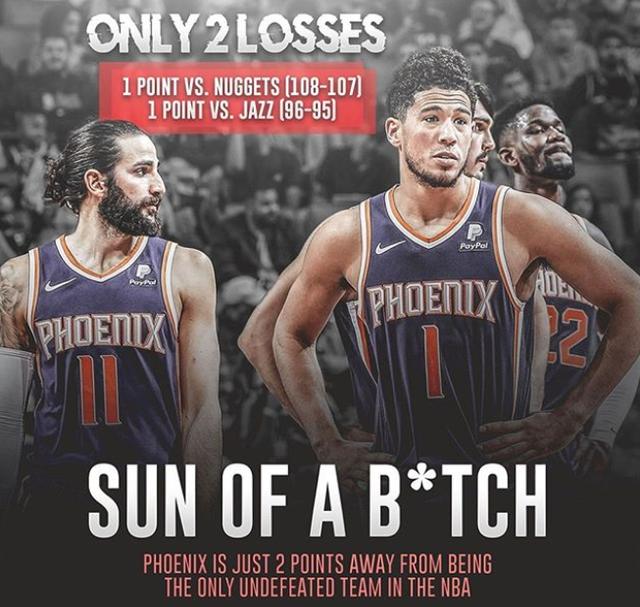 ONLY 2 LOSSES
1 POINT VS. NUGGETS (108-107)
1 POINT VS. JAZZ (96-95)
PayPal
PHOENIX
11
PayPal
PHOENIX
1
22
SUN OF A B*TCH
PHOENIX IS JUST 2 POINTS AWAY FROM BEING
THE ONLY UNDEFEATED TEAM IN THE NBA